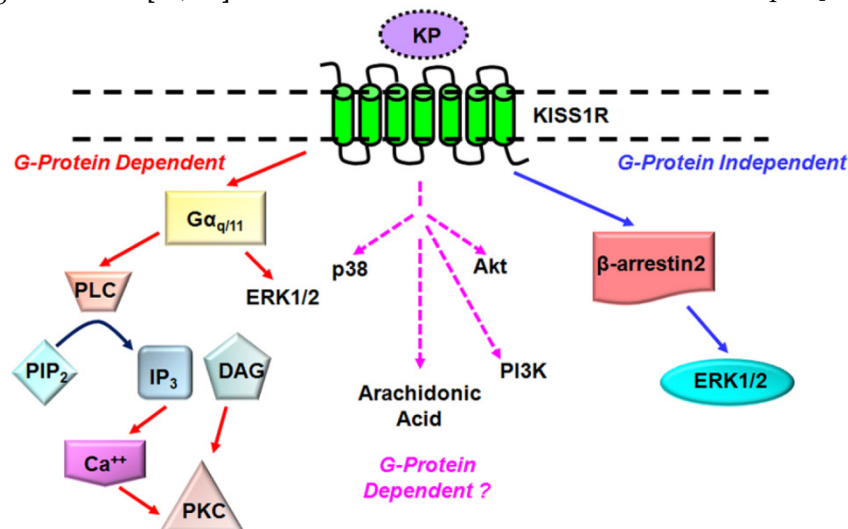 KP
KISS1R
G-Protein Dependent
G-Protein Independent
Gαq/11
β-arrestin2
p38
Akt
PLC
ERK1/2
PIP2
IP3
DAG
PI3K
ERK1/2
Arachidonic
Acid
Ca++
G-Protein
Dependent ?
PKC